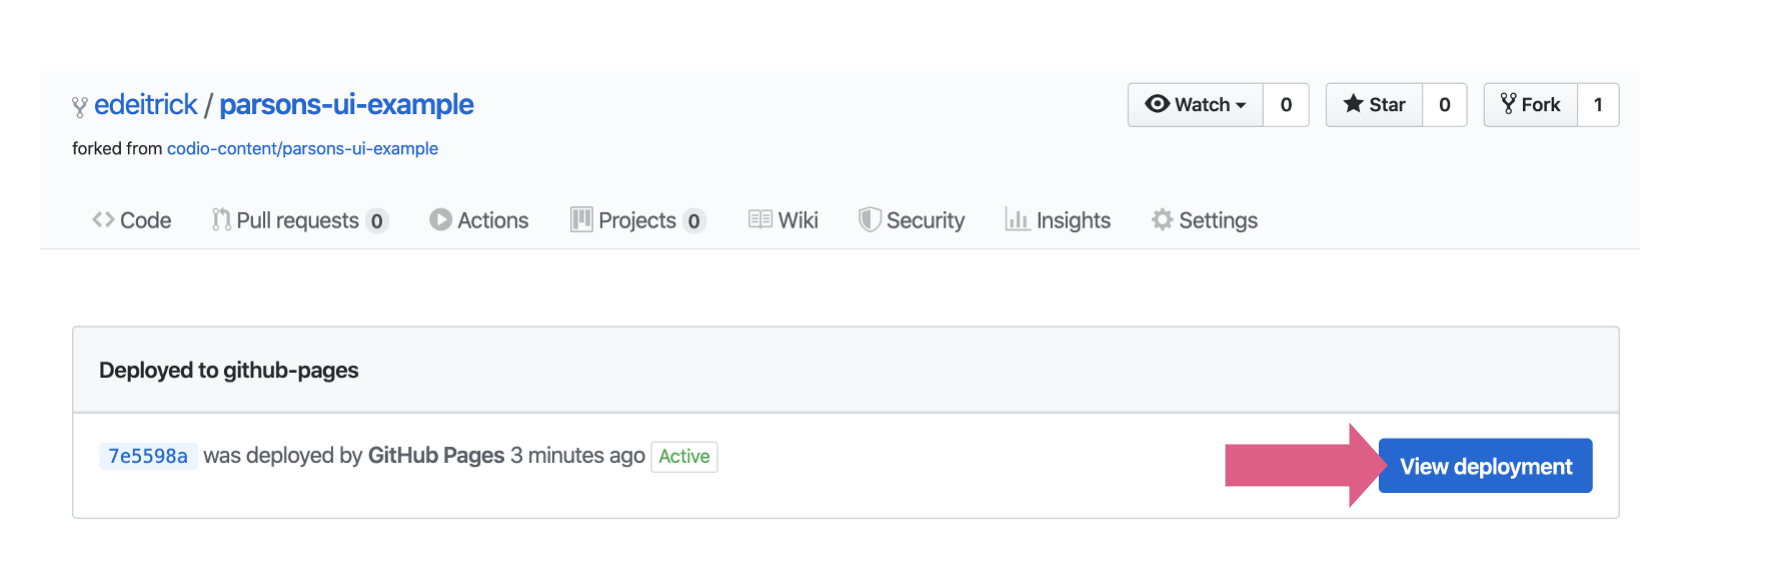 edeitrick / parsons-ui-example
Watch 0 Star 0 Fork 1
forked from codio-content/parsons-ui-example
Code Pull requests 0 Actions Projects 0 Wiki Security Insights Settings
Deployed to github-pages
7e5598a was deployed by GitHub Pages 3 minutes ago Active
View deployment